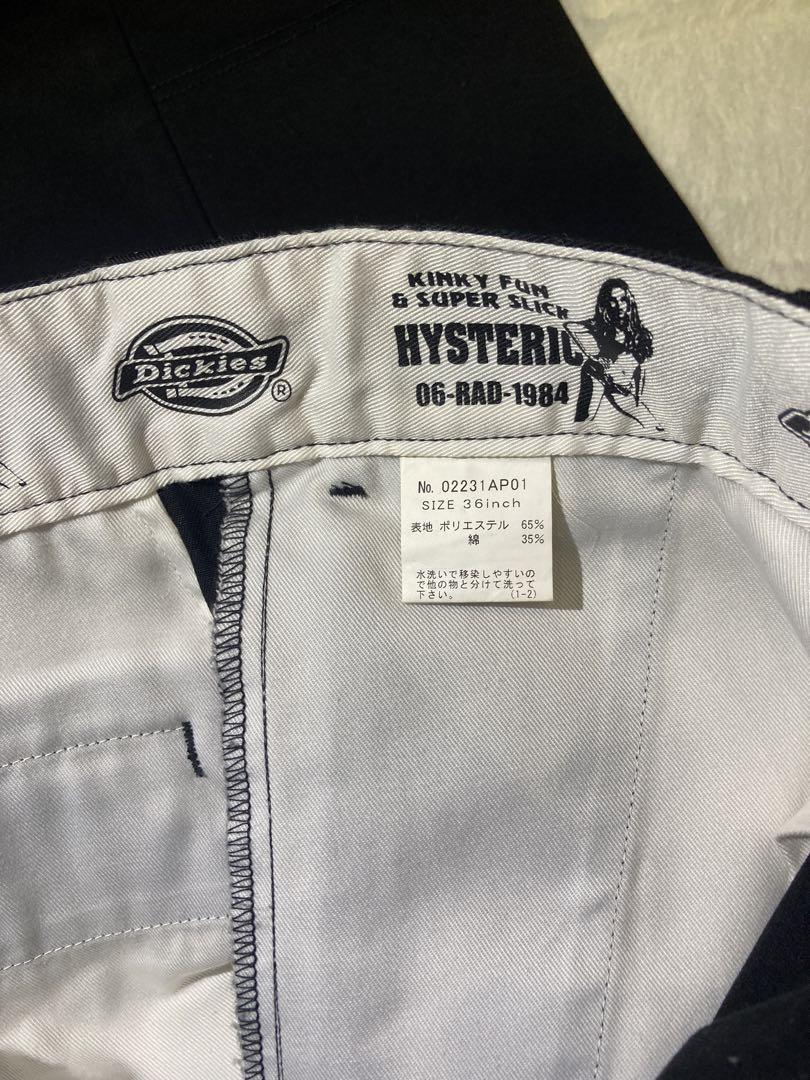 Dickies
®
KINKY FUN
& SUPER SLICK
HYSTERIC
06-RAD-1984
No. 02231AP01
SIZE 36inch
表地 ポリエステル 65%
綿 35%
水洗いで移染しやすいの
で他の物と分けて洗って
下さい。 (1-2)